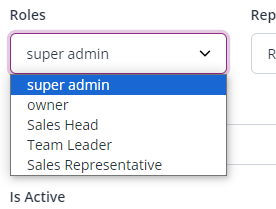 Roles
Rep
super admin
R
super admin
owner
Sales Head
Team Leader
Sales Representative
Is Active